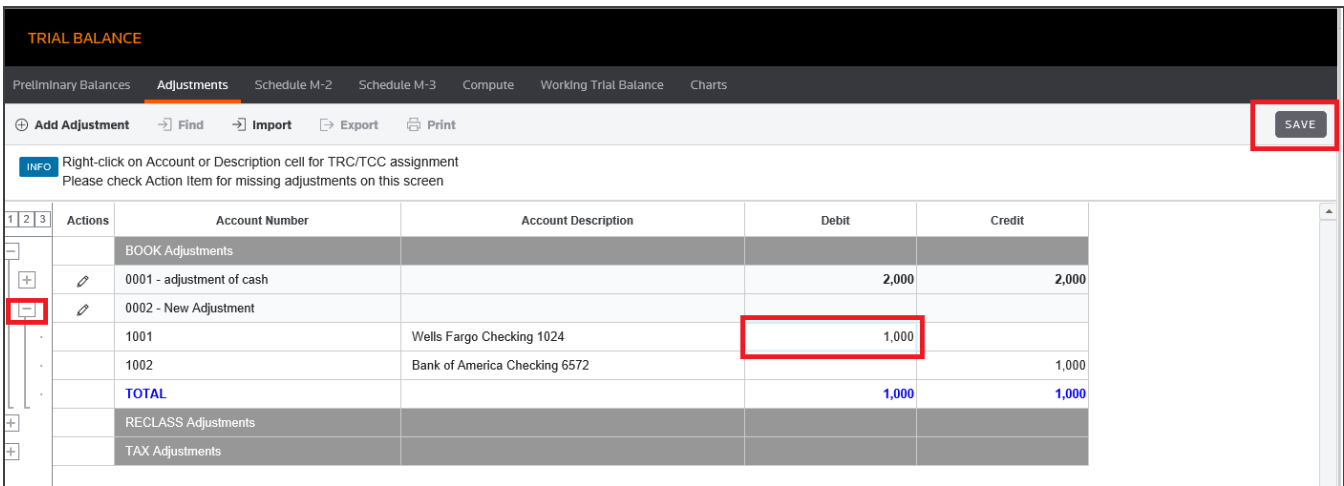 TRIAL BALANCE
Preliminary Balances Adjustments Schedule M-2 Schedule M-3 Compute Working Trial Balance Charts
Add Adjustment Find Import Export Print SAVE
INFO Right-click on Account or Description cell for TRC/TCC assignment
Please check Action Item for missing adjustments on this screen
1 2 3 Actions Account Number Account Description Debit Credit
BOOK Adjustments
0001 - adjustment of cash 2,000 2,000
0002 - New Adjustment
1001 Wells Fargo Checking 1024 1,000
1002 Bank of America Checking 6572 1,000
TOTAL 1,000 1,000
RECLASS Adjustments
TAX Adjustments